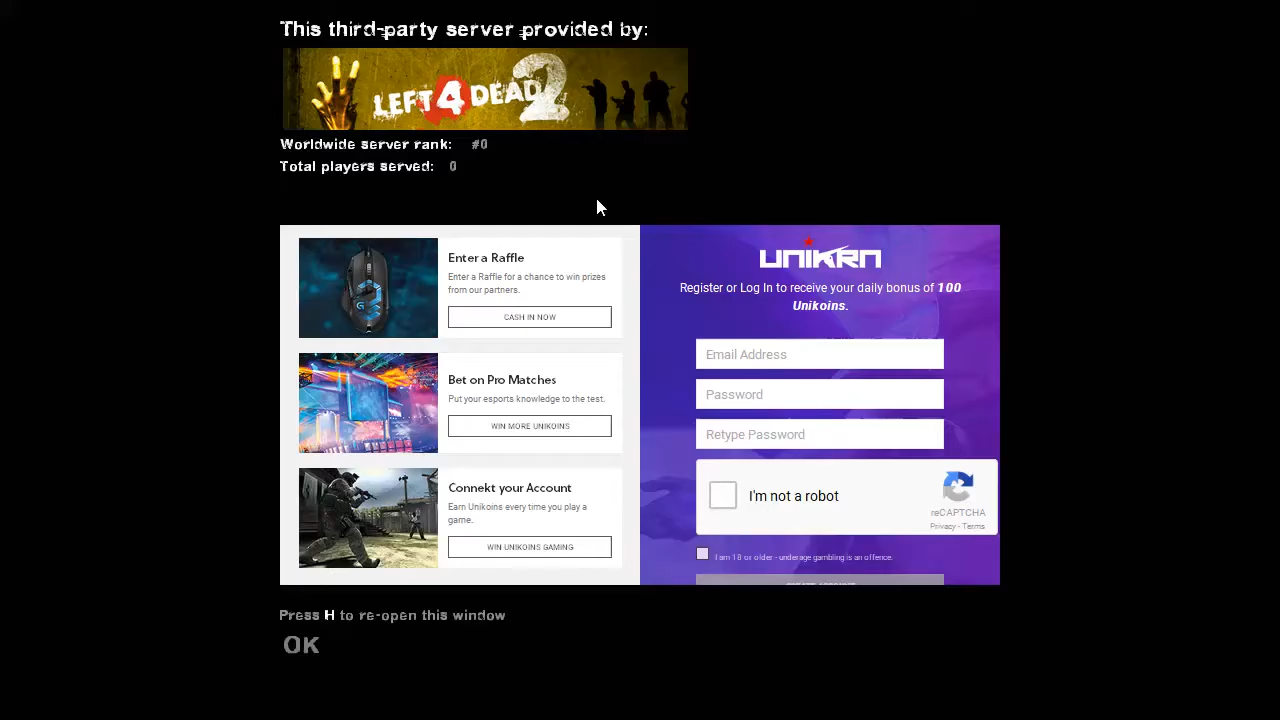 This third-party server provided by:
LEFT 4 DEAD 2
Worldwide server rank: #0
Total players served: 0
Enter a Raffle
Enter a Raffle for a chance to win prizes
from our partners.
CASH IN NOW
Bet on Pro Matches
Put your esports knowledge to the test.
WIN MORE UNIKOINS
Connekt your Account
Earn Unikoins every time you play a
game.
WIN UNIKOINS GAMING
UNIKRN
Register or Log In to receive your daily bonus of 100
Unikoins.
Email Address
Password
Retype Password
I'm not a robot
reCAPTCHA
Privacy - Terms
I am 18 or older - underage gambling is an offence.
CREATE ACCOUNT
Press H to re-open this window
OK